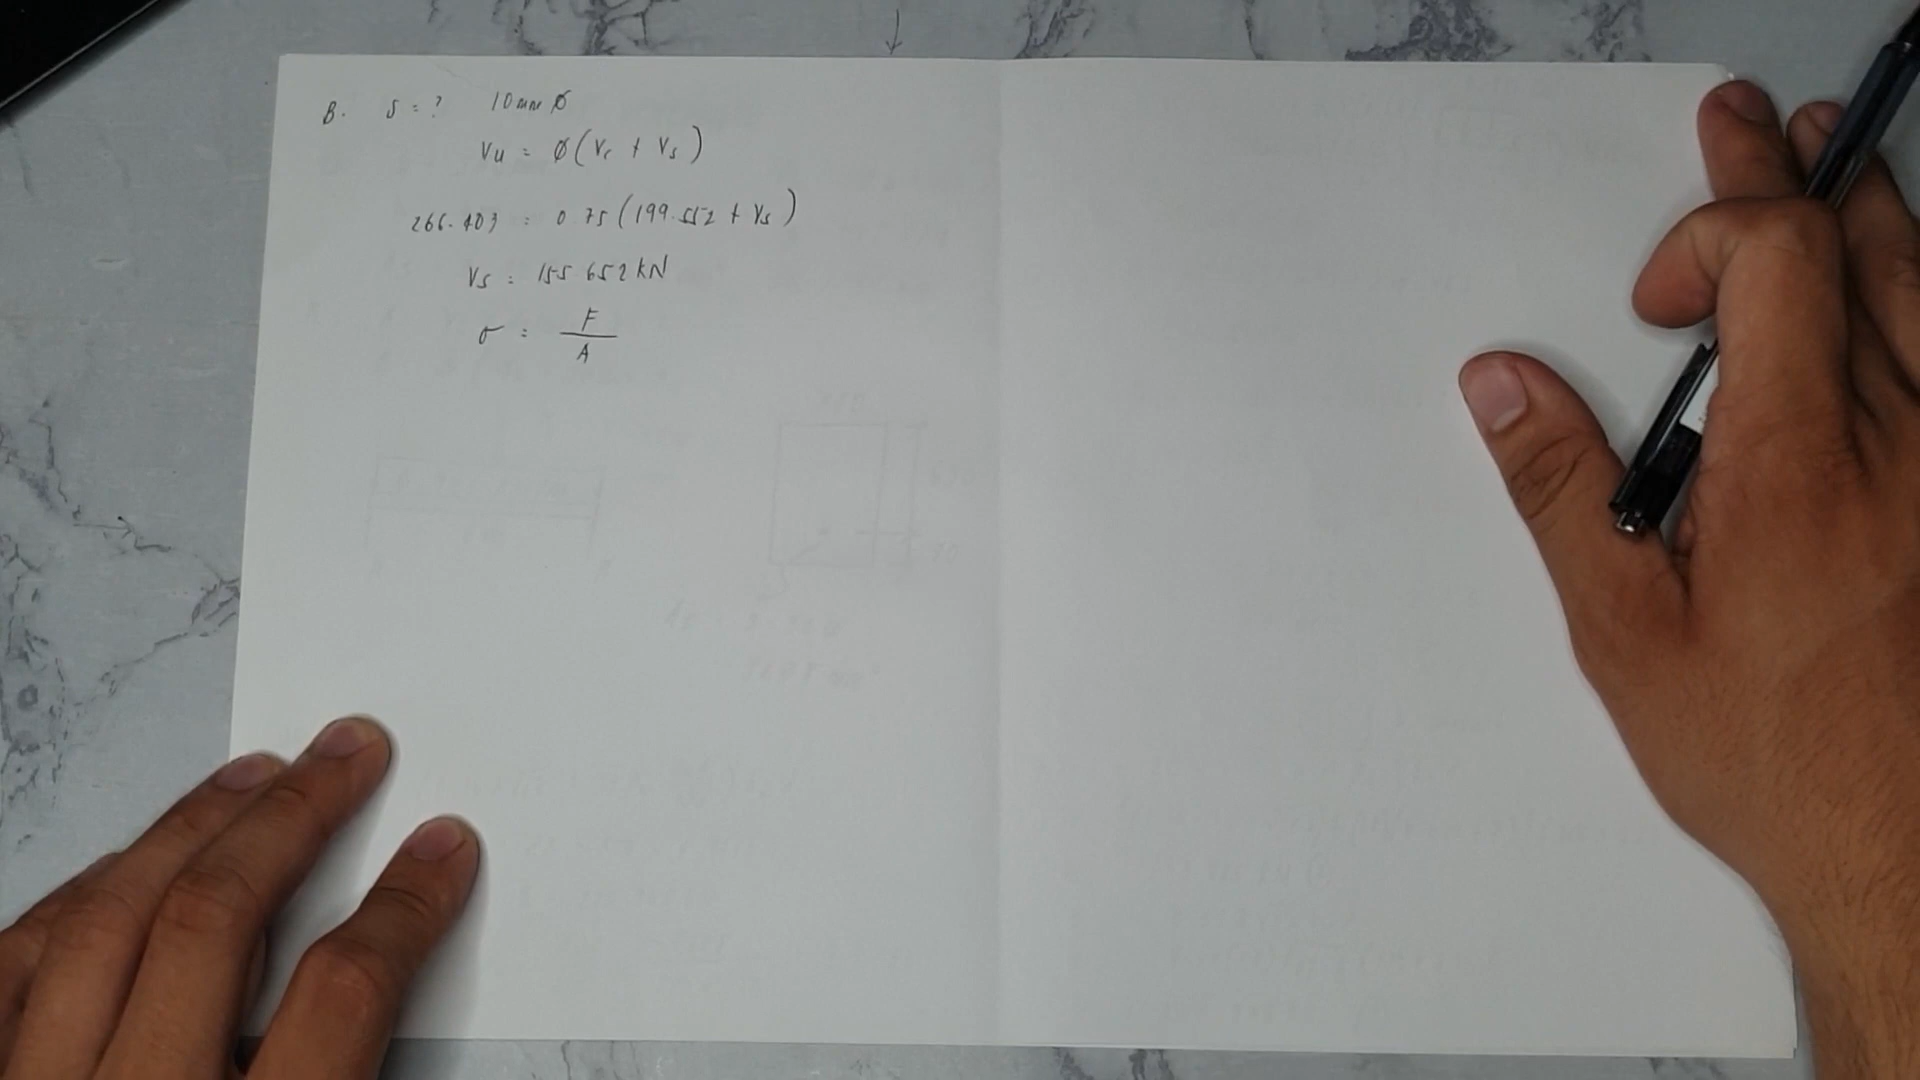 B. S = ? 10mm Ø
Vu = Ø(Vc + Vs)
266.403 = 0.75(199.552 + Vs)
Vs = 155.652 kN
σ = F
A